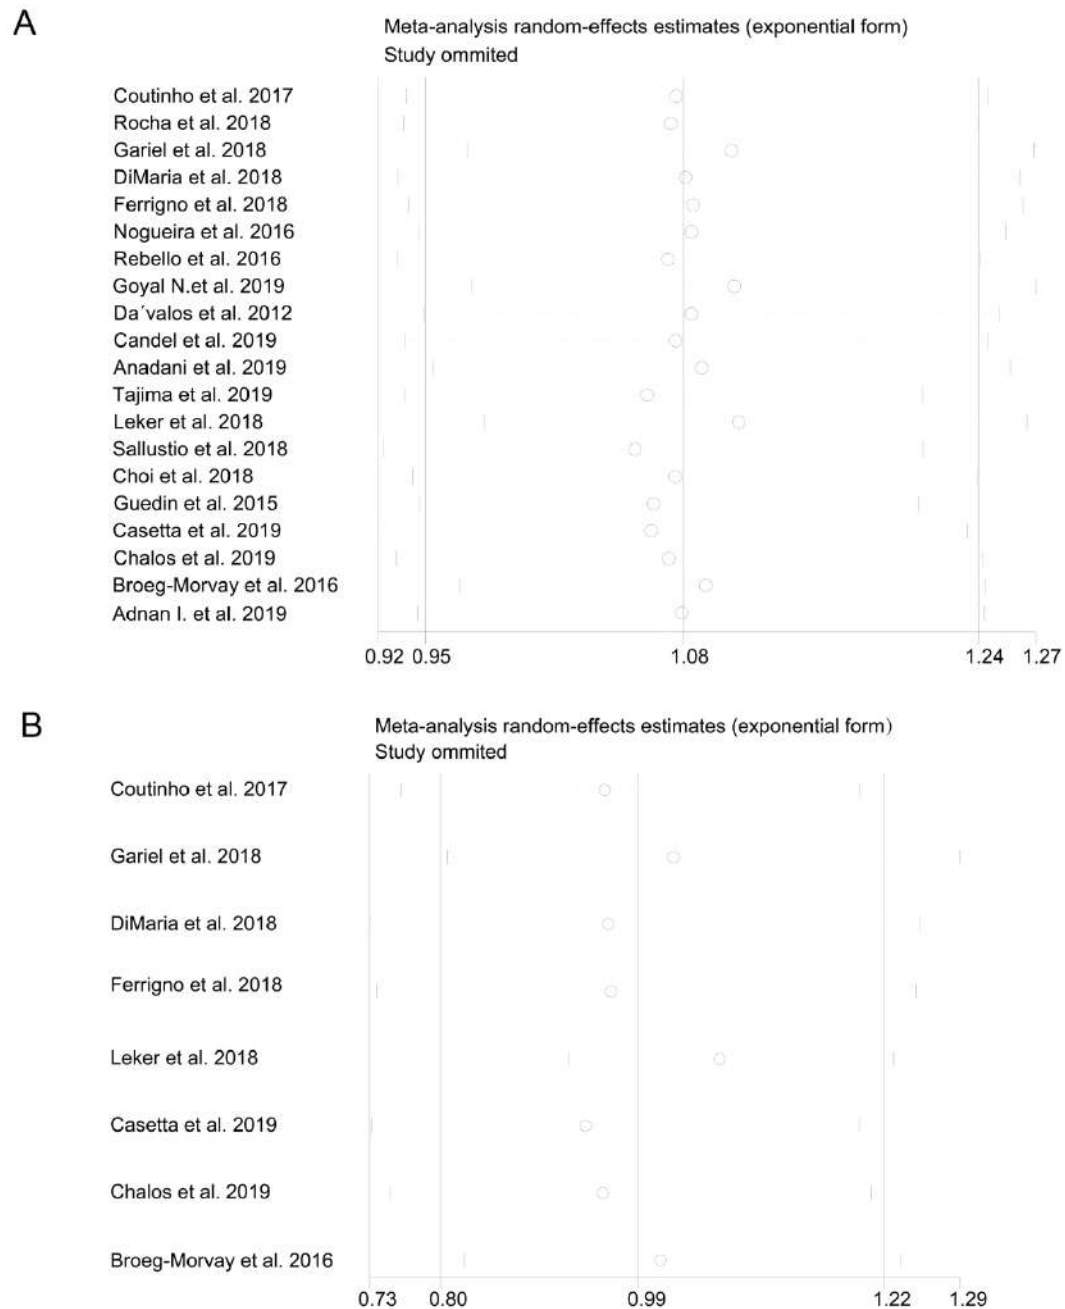 A
Meta-analysis random-effects estimates (exponential form)
Study ommited
Coutinho et al. 2017
Rocha et al. 2018
Gariel et al. 2018
DiMaria et al. 2018
Ferrigno et al. 2018
Nogueira et al. 2016
Rebello et al. 2016
Goyal N.et al. 2019
Da´valos et al. 2012
Candel et al. 2019
Anadani et al. 2019
Tajima et al. 2019
Leker et al. 2018
Sallustio et al. 2018
Choi et al. 2018
Guedin et al. 2015
Casetta et al. 2019
Chalos et al. 2019
Broeg-Morvay et al. 2016
Adnan I. et al. 2019
0.92 0.95 1.08 1.24 1.27
B
Meta-analysis random-effects estimates (exponential form)
Study ommited
Coutinho et al. 2017
Gariel et al. 2018
DiMaria et al. 2018
Ferrigno et al. 2018
Leker et al. 2018
Casetta et al. 2019
Chalos et al. 2019
Broeg-Morvay et al. 2016
0.73 0.80 0.99 1.22 1.29